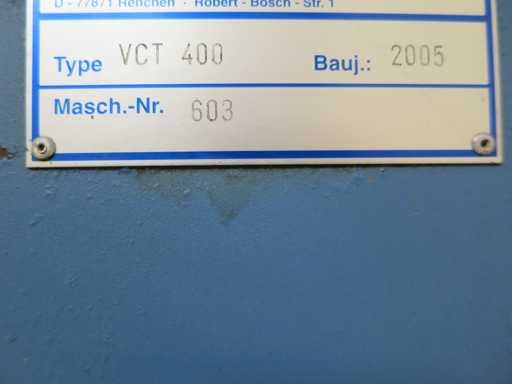 D - 77871 Renchen · Robert - Bosch - Str. 1
Type VCT 400 Bauj.: 2005
Masch.-Nr. 603